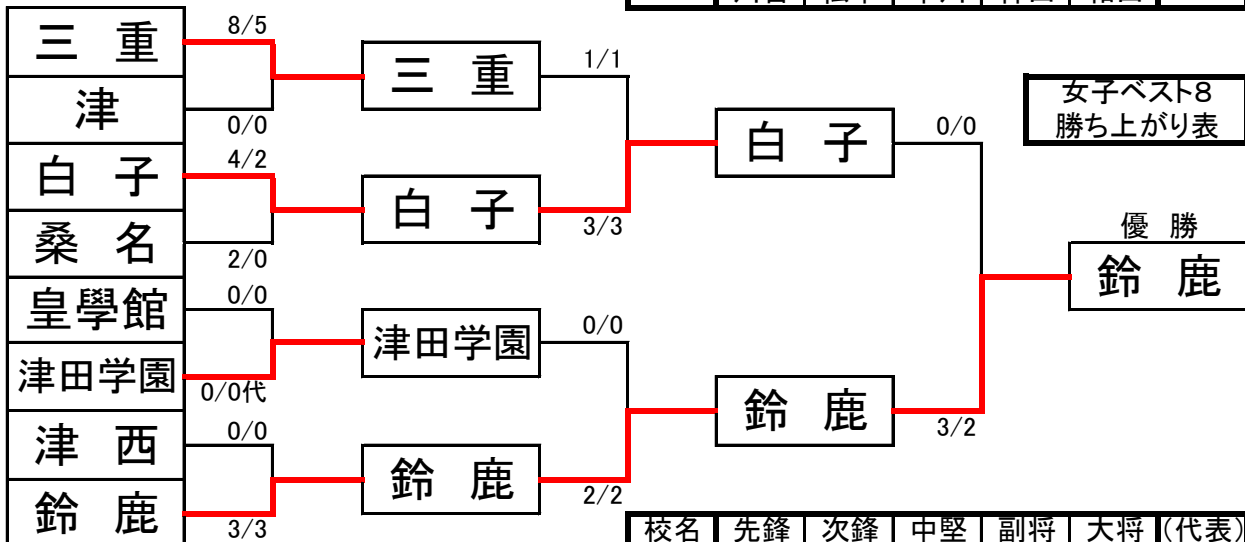 三 重
8/5
津
0/0
白 子
4/2
桑 名
2/0
皇學館
0/0
津田学園
0/0代
津 西
0/0
鈴 鹿
3/3
三 重
1/1
白 子
3/3
津田学園
0/0
鈴 鹿
2/2
白 子
0/0
鈴 鹿
3/2
女子ベスト8
勝ち上がり表
優 勝
鈴 鹿
校名 先鋒 次鋒 中堅 副将 大将 (代表)